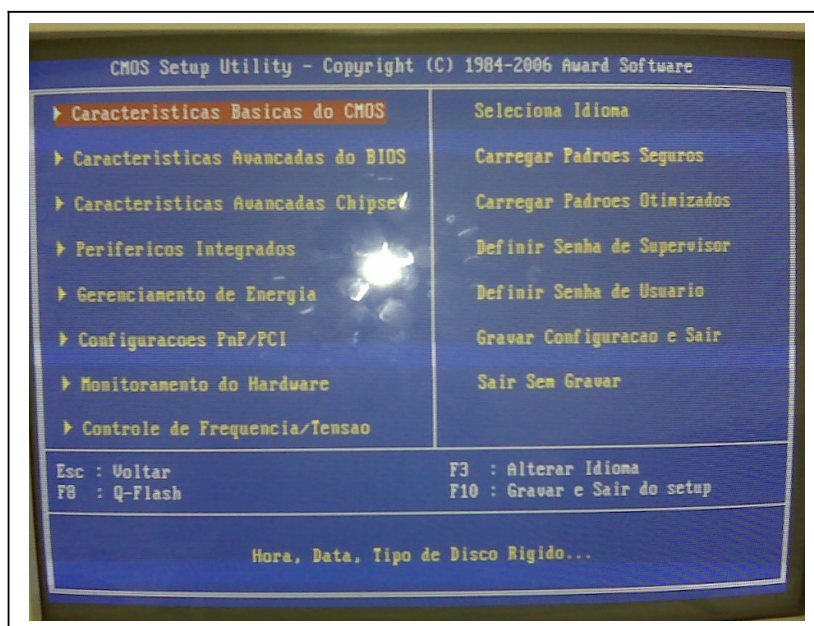 CMOS Setup Utility - Copyright (C) 1984-2006 Award Software
Caracteristicas Basicas do CMOS
Caracteristicas Avancadas do BIOS
Caracteristicas Avancadas Chipset
Perifericos Integrados
Gerenciamento de Energia
Configuracoes PnP/PCI
Monitoramento do Hardware
Controle de Frequencia/Tensao
Seleciona Idioma
Carregar Padroes Seguros
Carregar Padroes Otimizados
Definir Senha de Supervisor
Definir Senha de Usuario
Gravar Configuracao e Sair
Sair Sem Gravar
Esc : Voltar
F8 : Q-Flash
F3 : Alterar Idioma
F10 : Gravar e Sair do setup
Hora, Data, Tipo de Disco Rigido...